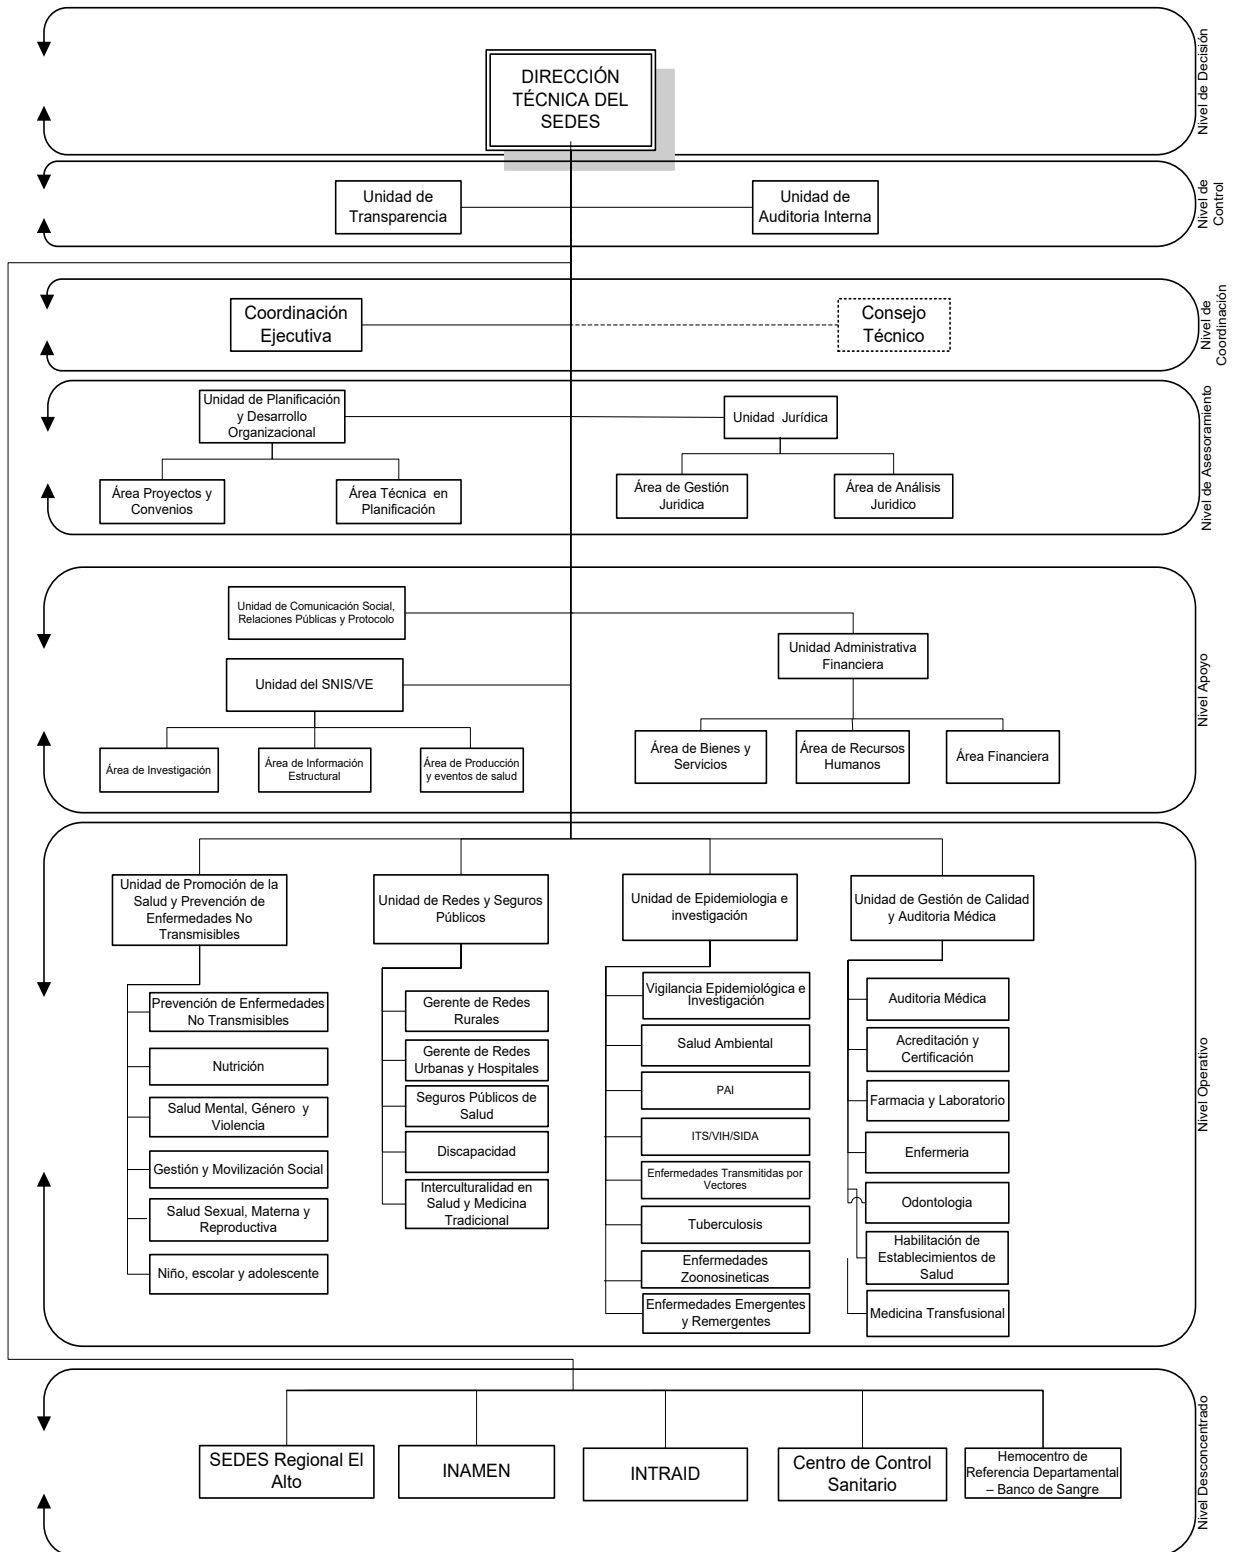 DIRECCIÓN
TÉCNICA DEL
SEDES
Nivel de Decisión
Unidad de
Transparencia
Unidad de
Auditoria Interna
Nivel de
Control
Coordinación
Ejecutiva
Consejo
Técnico
Nivel de
Coordinación
Unidad de Planificación
y Desarrollo
Organizacional
Unidad Jurídica
Área Proyectos y
Convenios
Área Técnica en
Planificación
Área de Gestión
Juridica
Área de Análisis
Juridico
Nivel de Asesoramiento
Unidad de Comunicación Social,
Relaciones Públicas y Protocolo
Unidad Administrativa
Financiera
Unidad del SNIS/VE
Área de Investigación
Área de Información
Estructural
Área de Producción
y eventos de salud
Área de Bienes y
Servicios
Área de Recursos
Humanos
Área Financiera
Nivel Apoyo
Unidad de Promoción de la
Salud y Prevención de
Enfermedades No
Transmisibles
Prevención de Enfermedades
No Transmisibles
Nutrición
Salud Mental, Género y
Violencia
Gestión y Movilización Social
Salud Sexual, Materna y
Reproductiva
Niño, escolar y adolescente
Unidad de Redes y Seguros
Públicos
Gerente de Redes
Rurales
Gerente de Redes
Urbanas y Hospitales
Seguros Públicos de
Salud
Discapacidad
Interculturalidad en
Salud y Medicina
Tradicional
Unidad de Epidemiologia e
investigación
Vigilancia Epidemiológica e
Investigación
Salud Ambiental
PAI
ITS/VIH/SIDA
Enfermedades Transmitidas por
Vectores
Tuberculosis
Enfermedades
Zoonosineticas
Enfermedades Emergentes
y Remergentes
Unidad de Gestión de Calidad
y Auditoria Médica
Auditoria Médica
Acreditación y
Certificación
Farmacia y Laboratorio
Enfermeria
Odontologia
Habilitación de
Establecimientos de
Salud
Medicina Transfusional
Nivel Operativo
SEDES Regional El
Alto
INAMEN
INTRAID
Centro de Control
Sanitario
Hemocentro de
Referencia Departamental
– Banco de Sangre
Nivel Desconcentrado